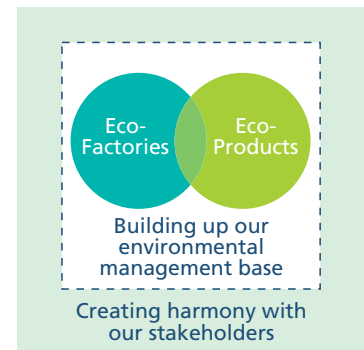 Eco-
Factories
Eco-
Products
Building up our
environmental
management base
Creating harmony with
our stakeholders